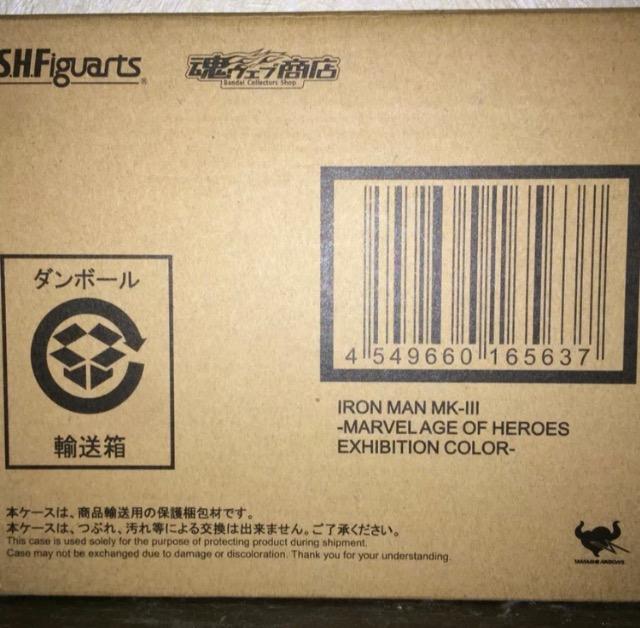 S.H.Figuarts
魂ウェブ商店
Bandai Collectors Shop
ダンボール
輸送箱
4 549660 165637
IRON MAN MK-III
-MARVEL AGE OF HEROES
EXHIBITION COLOR-
本ケースは、商品輸送用の保護梱包材です。
本ケースは、つぶれ、汚れ等による交換は出来ません。ご了承ください。
This case is used solely for the purpose of protecting product during shipment.
Case may not be exchanged due to damage or discoloration. Thank you for your understanding.
TAMASHII NATIONS